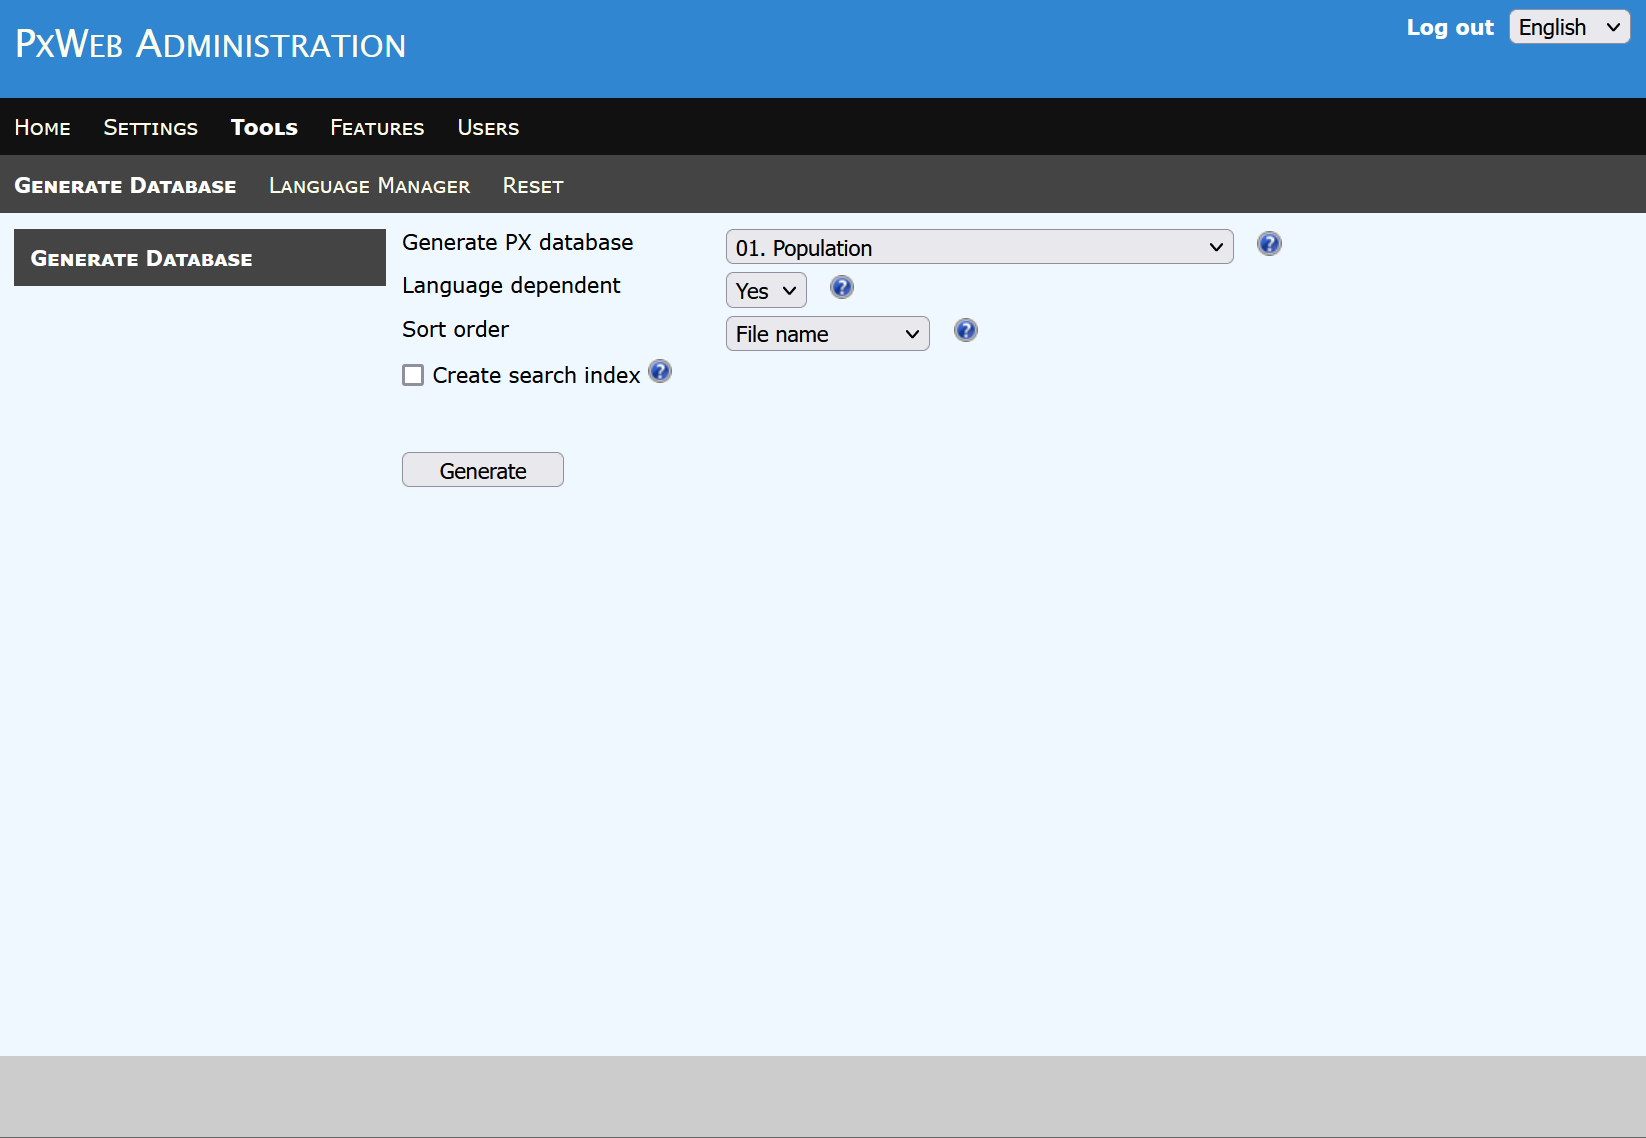 PxWeb Administration
Log out English
Home Settings Tools Features Users
Generate Database Language Manager Reset
Generate Database
Generate PX database 01. Population
Language dependent Yes
Sort order File name
Create search index
Generate